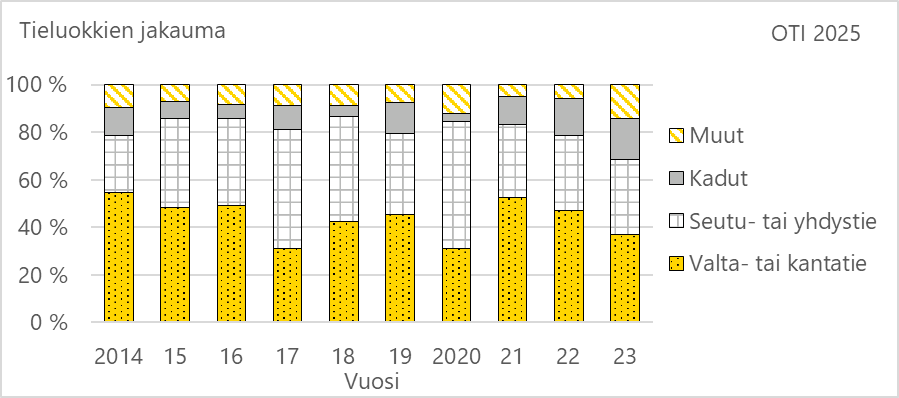 Tieluokkien jakauma
OTI 2025
100 %
80 %
60 %
40 %
20 %
0 %
2014 15 16 17 18 19 2020 21 22 23
Vuosi
Muut
Kadut
Seutu- tai yhdystie
Valta- tai kantatie